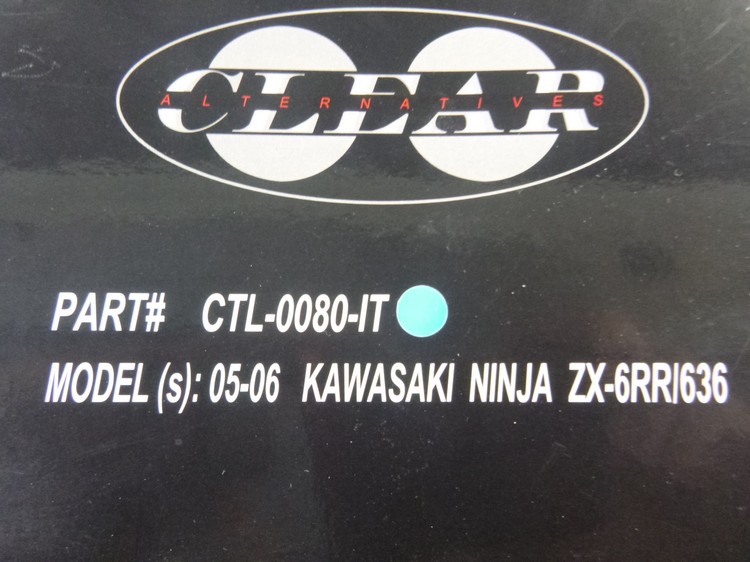 CLEAR
ALTERNATIVES
PART# CTL-0080-IT
MODEL (s): 05-06 KAWASAKI NINJA ZX-6RR/636